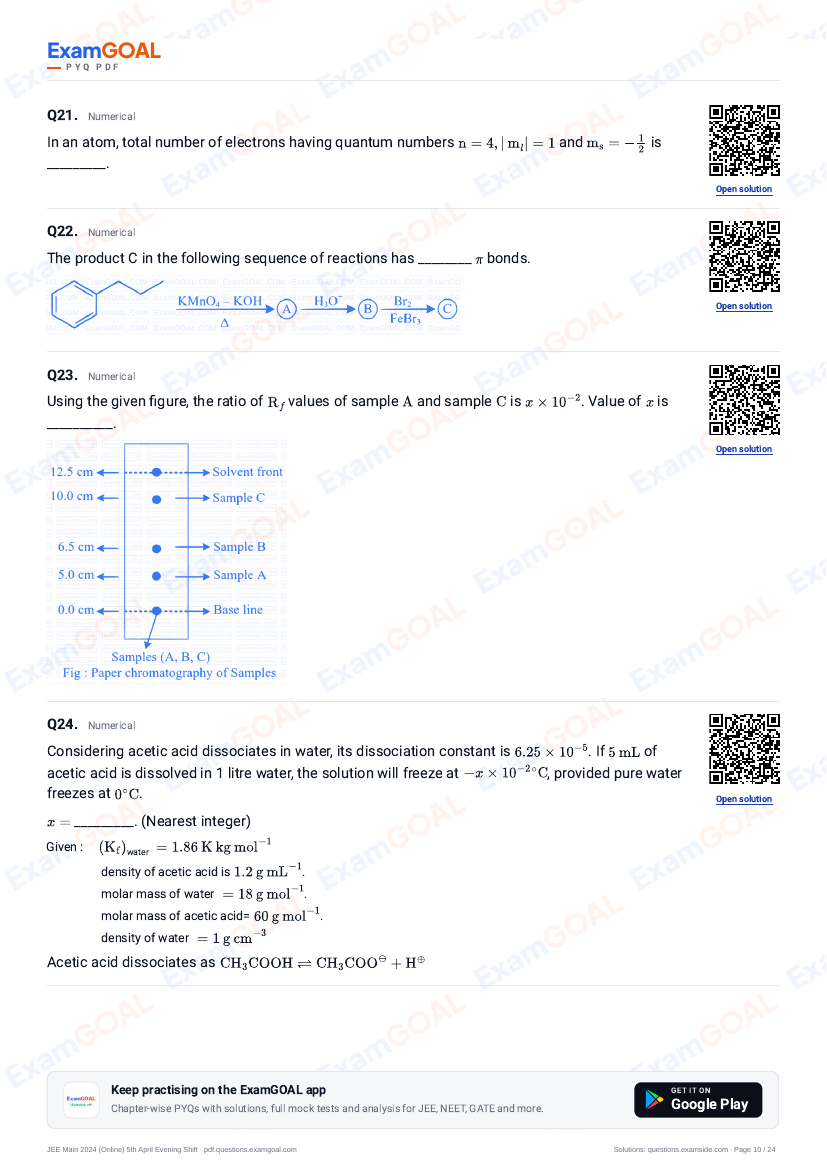 ExamGOAL
PYQ PDF
Q21. Numerical
In an atom, total number of electrons having quantum numbers n = 4, | m_l| = 1 and m_s = −1/2 is
________.
Open solution
Q22. Numerical
The product C in the following sequence of reactions has ________ π bonds.
KMnO₄ – KOH
Δ
A
H₃O⁺
B
Br₂
FeBr₃
C
Open solution
Q23. Numerical
Using the given figure, the ratio of R_f values of sample A and sample C is x × 10⁻². Value of x is
________.
Open solution
12.5 cm Solvent front
10.0 cm Sample C
6.5 cm Sample B
5.0 cm Sample A
0.0 cm Base line
Samples (A, B, C)
Fig : Paper chromatography of Samples
Q24. Numerical
Considering acetic acid dissociates in water, its dissociation constant is 6.25 × 10⁻⁵. If 5 mL of
acetic acid is dissolved in 1 litre water, the solution will freeze at −x × 10⁻²°C, provided pure water
freezes at 0°C.
Open solution
x = ________. (Nearest integer)
Given : (K_f)_water = 1.86 K kg mol⁻¹
density of acetic acid is 1.2 g mL⁻¹.
molar mass of water = 18 g mol⁻¹.
molar mass of acetic acid= 60 g mol⁻¹.
density of water = 1 g cm⁻³
Acetic acid dissociates as CH₃COOH ⇌ CH₃COO⊖ + H⊕
ExamGOAL
Keep practising on the ExamGOAL app
Chapter-wise PYQs with solutions, full mock tests and analysis for JEE, NEET, GATE and more.
GET IT ON
Google Play
JEE Main 2024 (Online) 5th April Evening Shift · pdf.questions.examgoal.com
Solutions: questions.examside.com · Page 10 / 24